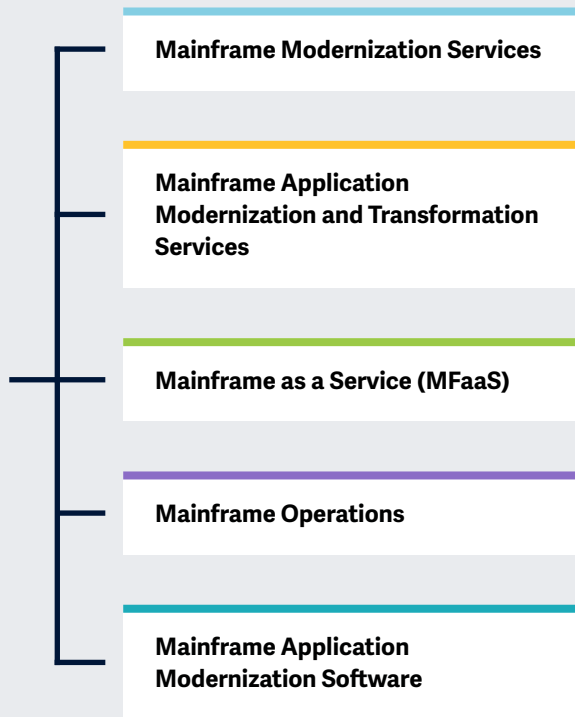 Mainframe Modernization Services
Mainframe Application
Modernization and Transformation
Services
Mainframe as a Service (MFaaS)
Mainframe Operations
Mainframe Application
Modernization Software